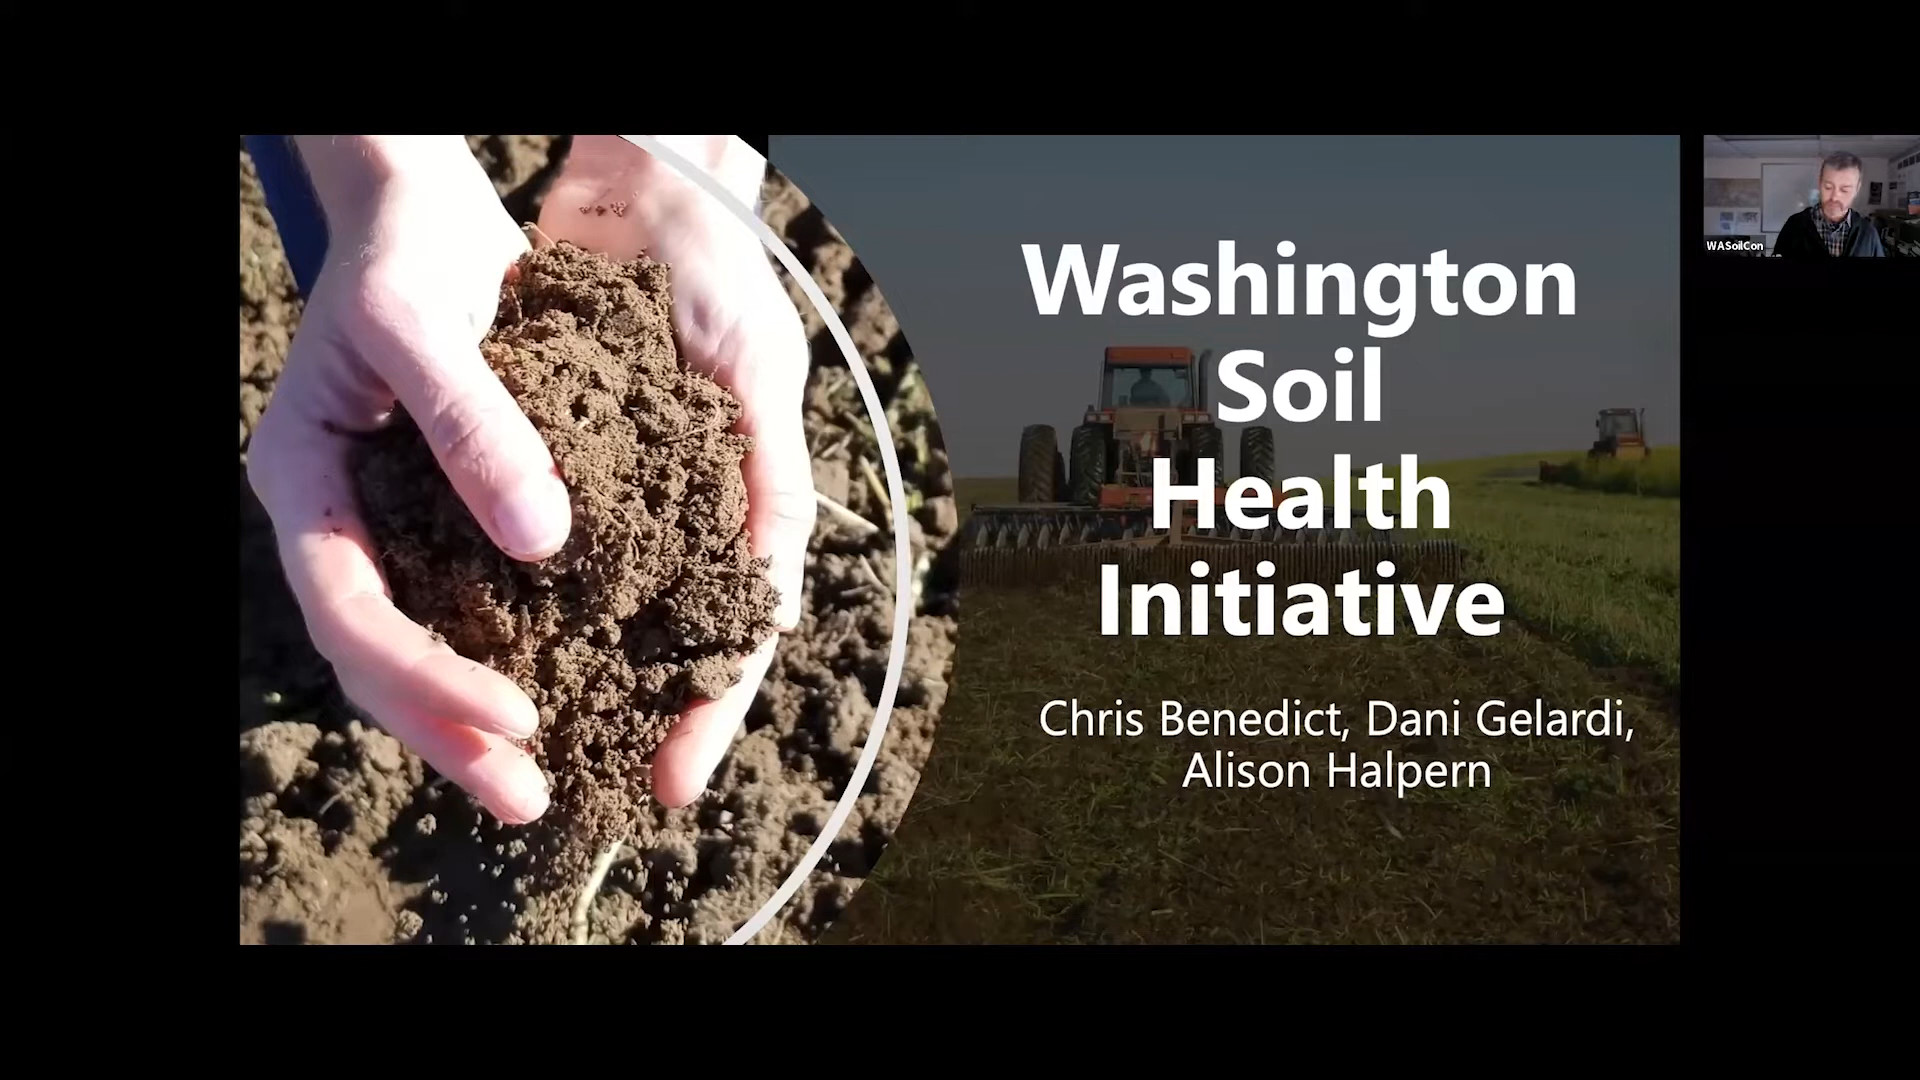 Washington
Soil
Health
Initiative
Chris Benedict, Dani Gelardi,
Alison Halpern
WASoilCon